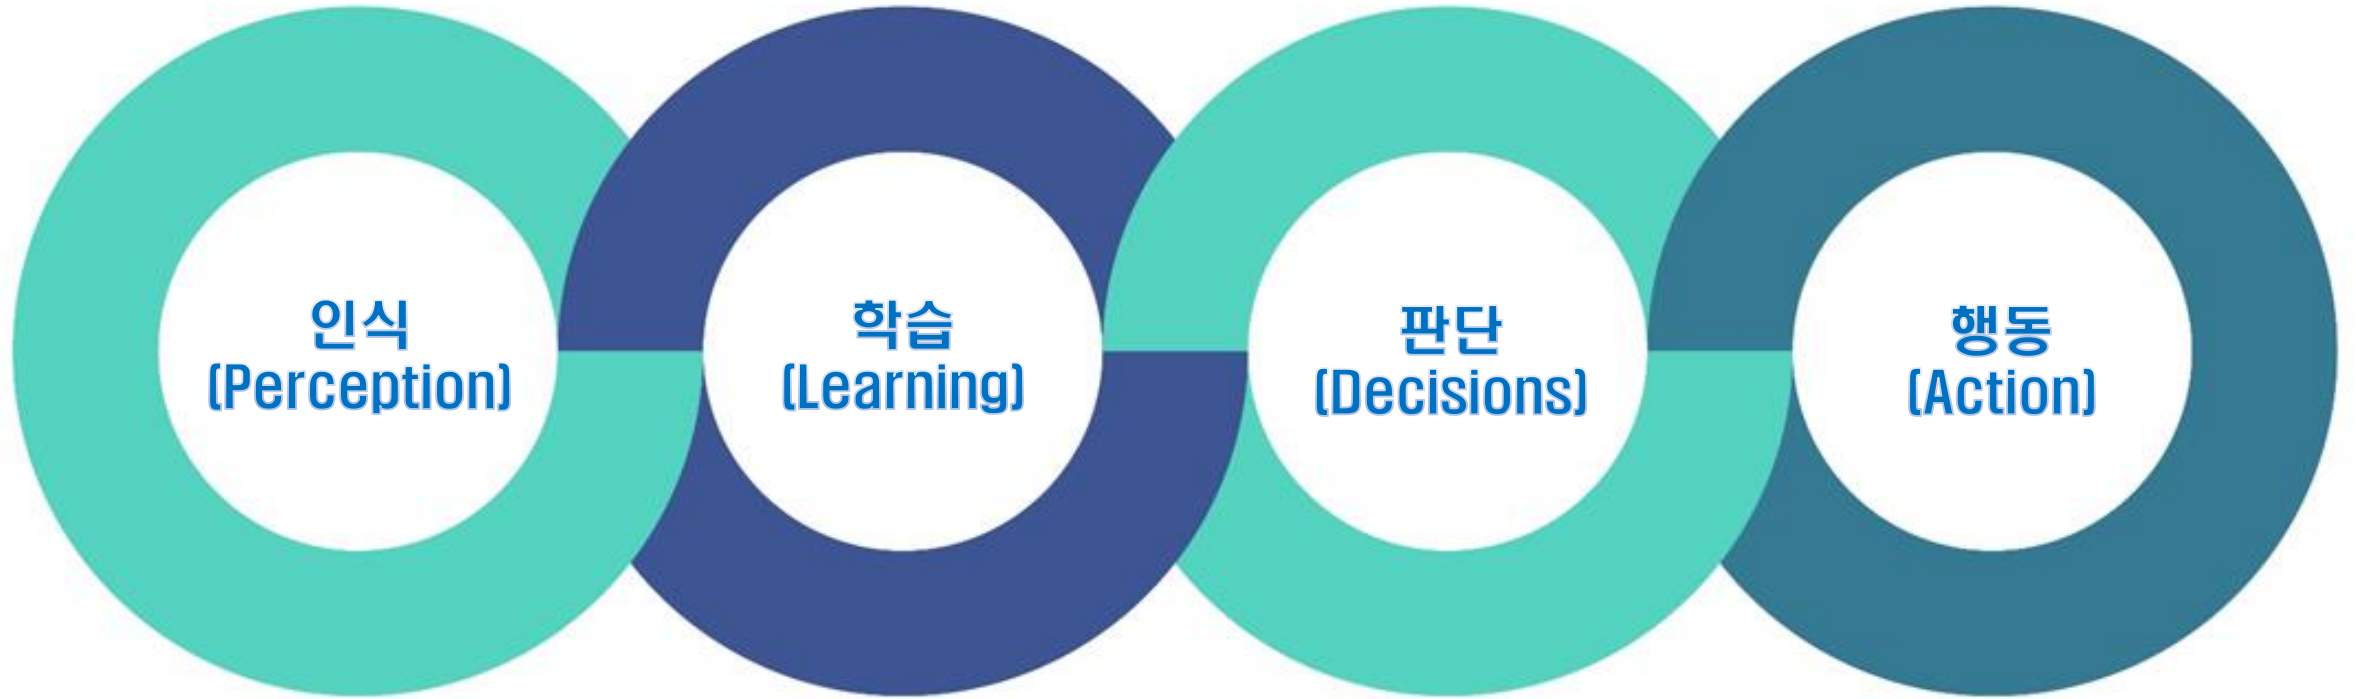 인식
(Perception)
학습
(Learning)
판단
(Decisions)
행동
(Action)